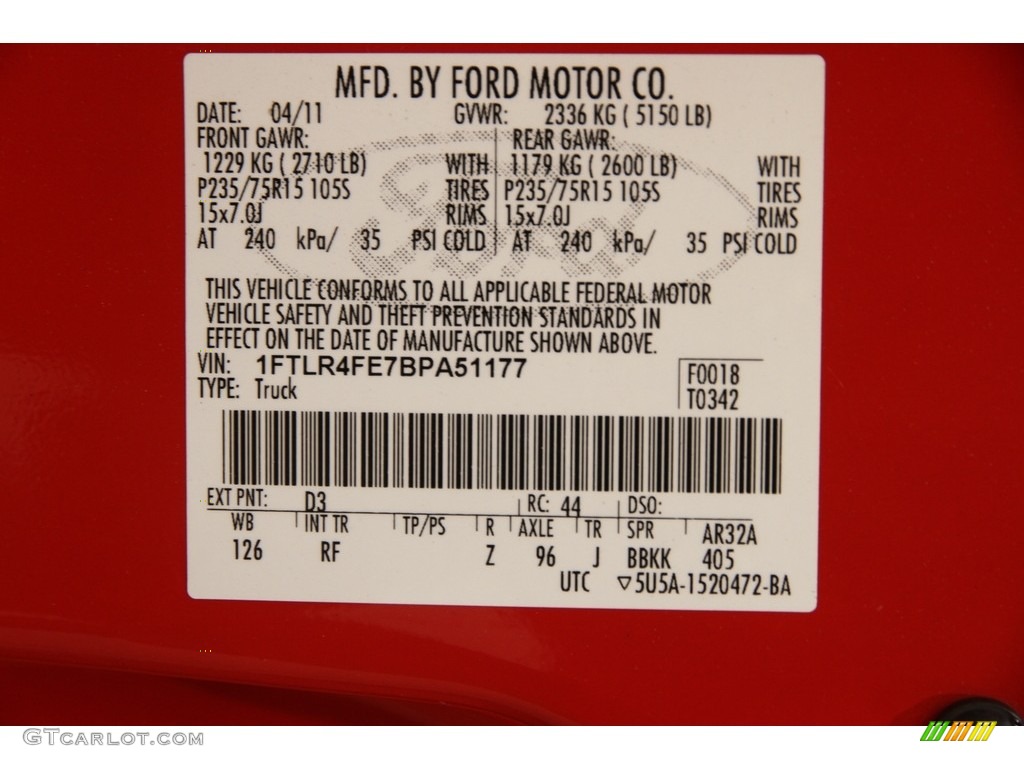 MFD. BY FORD MOTOR CO.
DATE: 04/11 GVWR: 2336 KG ( 5150 LB)
FRONT GAWR: REAR GAWR:
1229 KG ( 2710 LB) WITH 1179 KG ( 2600 LB) WITH
P235/75R15 105S TIRES P235/75R15 105S TIRES
15x7.0J RIMS 15x7.0J RIMS
AT 240 kPa/ 35 PSI COLD AT 240 kPa/ 35 PSI COLD
Ford
THIS VEHICLE CONFORMS TO ALL APPLICABLE FEDERAL MOTOR
VEHICLE SAFETY AND THEFT PREVENTION STANDARDS IN
EFFECT ON THE DATE OF MANUFACTURE SHOWN ABOVE.
VIN: 1FTLR4FE7BPA51177 F0018
TYPE: Truck T0342
EXT PNT: D3 RC: 44 DSO:
WB INT TR TP/PS R AXLE TR SPR AR32A
126 RF Z 96 J BBKK 405
UTC ▽5U5A-1520472-BA
GTCARLOT.COM